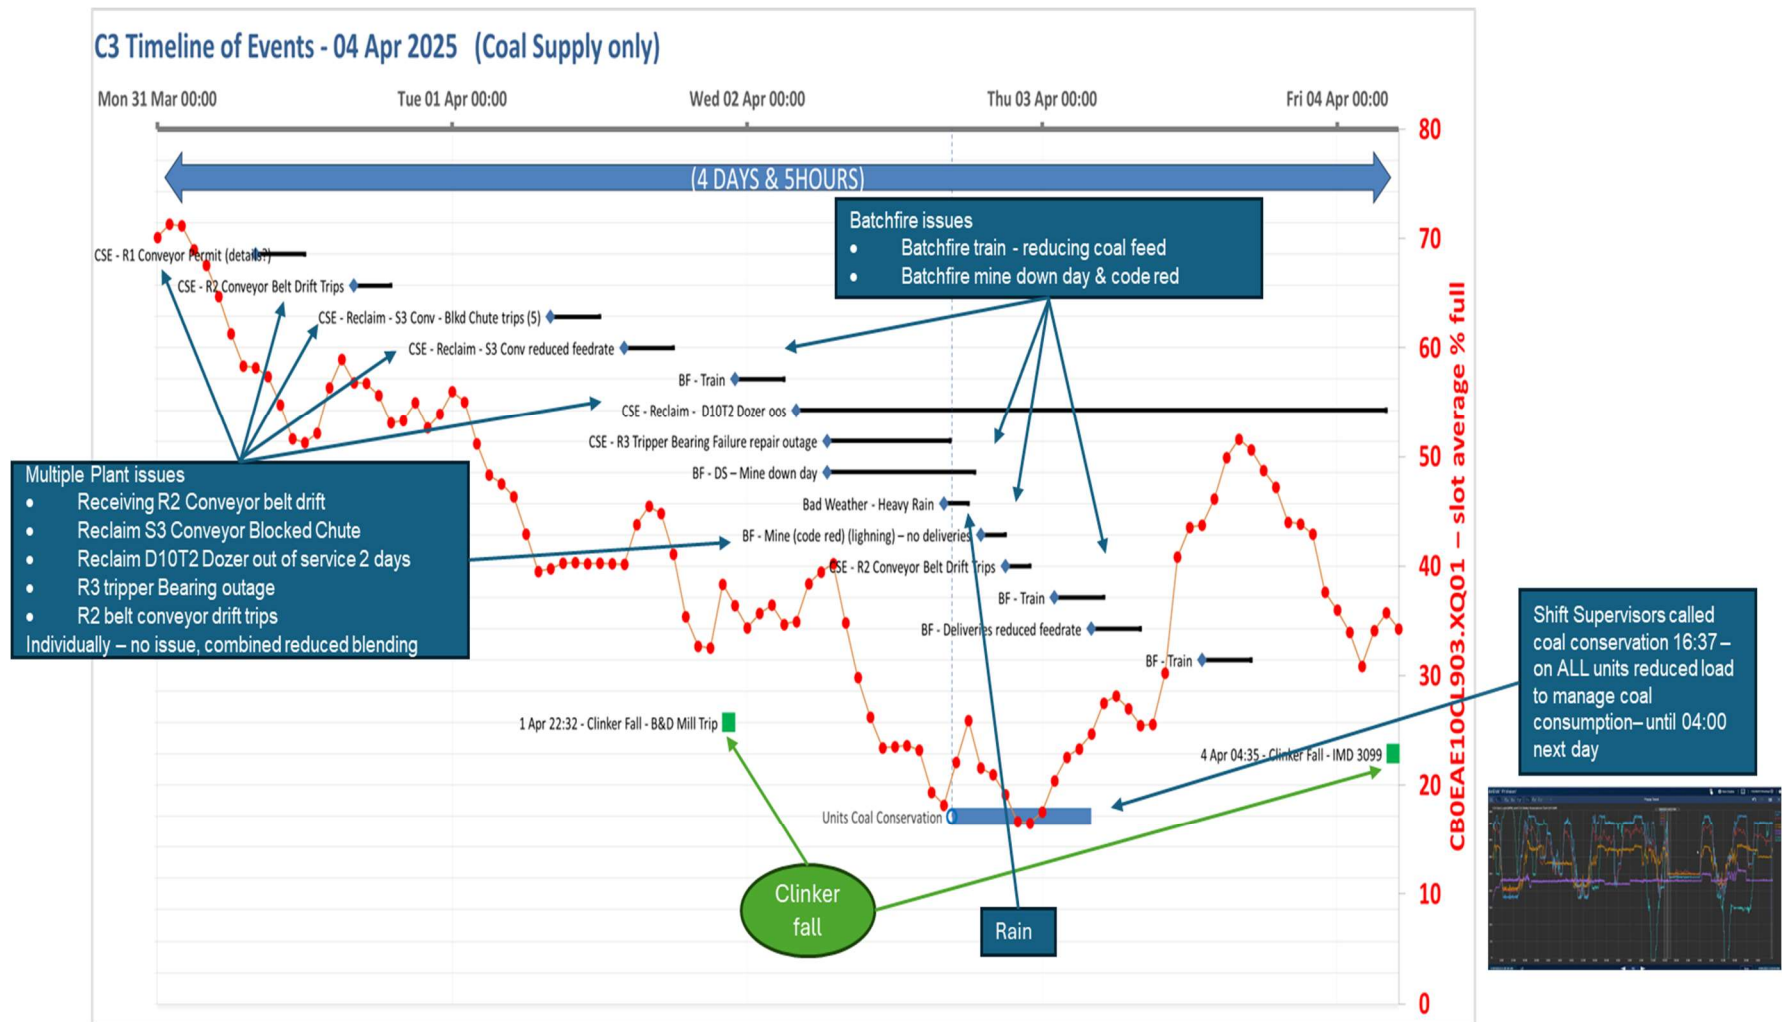 C3 Timeline of Events - 04 Apr 2025 (Coal Supply only)
Mon 31 Mar 00:00
Tue 01 Apr 00:00
Wed 02 Apr 00:00
Thu 03 Apr 00:00
Fri 04 Apr 00:00
(4 DAYS & 5HOURS)
80
70
60
50
40
30
20
10
0
CB0EAE10CL903.XQ01 – slot average % full
Batchfire issues
• Batchfire train - reducing coal feed
• Batchfire mine down day & code red
CSE - R1 Conveyor Permit (details?)
CSE - R2 Conveyor Belt Drift Trips
CSE - Reclaim - S3 Conv - Blkd Chute trips (5)
CSE - Reclaim - S3 Conv reduced feedrate
BF - Train
CSE - Reclaim - D10T2 Dozer oos
CSE - R3 Tripper Bearing Failure repair outage
BF - DS – Mine down day
Bad Weather - Heavy Rain
BF - Mine (code red) (lighning) – no deliveries
CSE - R2 Conveyor Belt Drift Trips
BF - Train
BF - Deliveries reduced feedrate
BF - Train
Multiple Plant issues
• Receiving R2 Conveyor belt drift
• Reclaim S3 Conveyor Blocked Chute
• Reclaim D10T2 Dozer out of service 2 days
• R3 tripper Bearing outage
• R2 belt conveyor drift trips
Individually – no issue, combined reduced blending
Shift Supervisors called
coal conservation 16:37 –
on ALL units reduced load
to manage coal
consumption– until 04:00
next day
1 Apr 22:32 - Clinker Fall - B&D Mill Trip
4 Apr 04:35 - Clinker Fall - IMD 3099
Units Coal Conservation
Clinker
fall
Rain